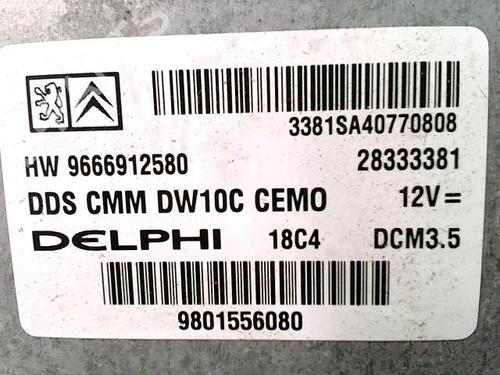 3381SA40770808
HW 9666912580 28333381
DDS CMM DW10C CEMO 12V =
DELPHI 18C4 DCM3.5
9801556080